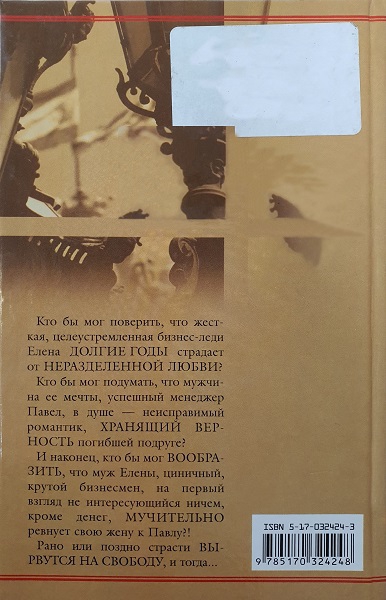 Кто бы мог поверить, что жест-
кая, целеустремленная бизнес-леди
Елена ДОЛГИЕ ГОДЫ страдает
от НЕРАЗДЕЛЕННОЙ ЛЮБВИ?
Кто бы мог подумать, что мужчи-
на ее мечты, успешный менеджер
Павел, в душе — неисправимый
романтик, ХРАНЯЩИЙ ВЕР-
НОСТЬ погибшей подруге?
И наконец, кто бы мог ВООБРА-
ЗИТЬ, что муж Елены, циничный,
крутой бизнесмен, на первый
взгляд не интересующийся ничем,
кроме денег, МУЧИТЕЛЬНО
ревнует свою жену к Павлу?!
Рано или поздно страсти ВЫ-
РВУТСЯ НА СВОБОДУ, и тогда...
ISBN 5-17-032424-3
9 785170 324248